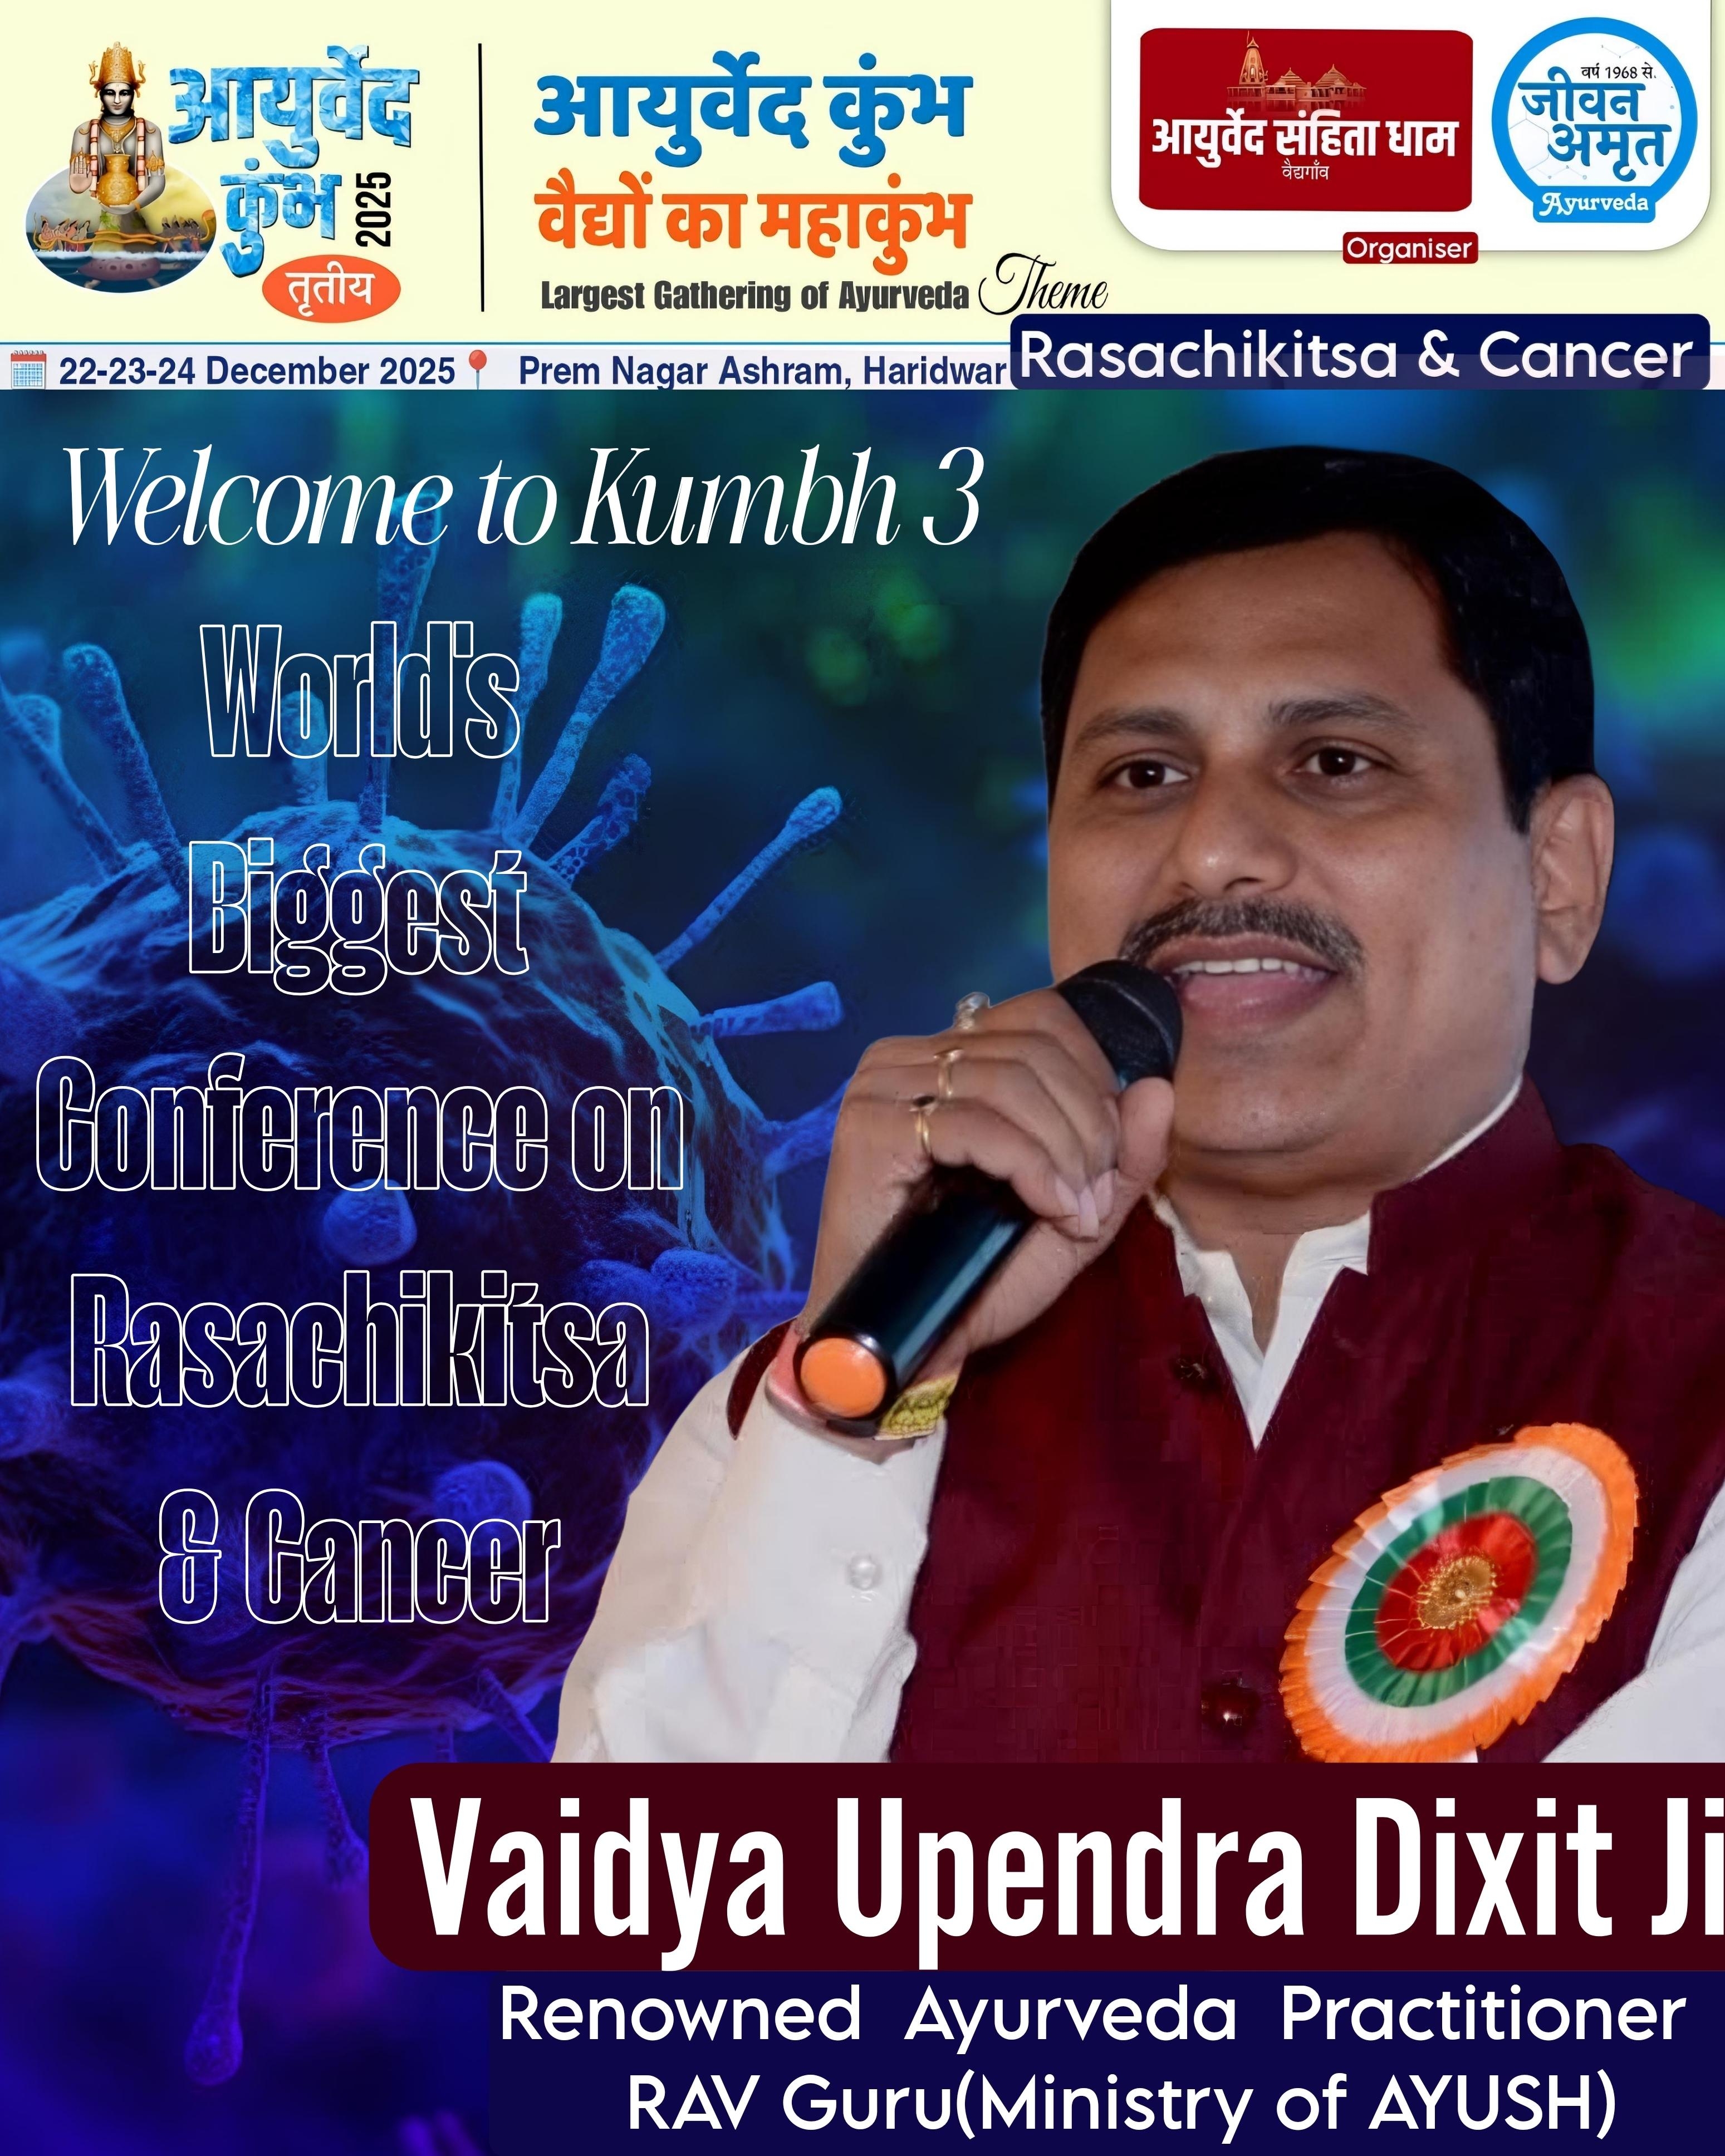 आयुर्वेद
कुंभ
2025
तृतीय
आयुर्वेद कुंभ
वैद्यों का महाकुंभ
Largest Gathering of Ayurveda
आयुर्वेद संहिता धाम
वैद्यगाँव
वर्ष 1968 से.
जीवन
अमृत
Ayurveda
Organiser
Theme
Rasachikitsa & Cancer
22-23-24 December 2025
Prem Nagar Ashram, Haridwar
Welcome to Kumbh 3
World's
Biggest
Conference on
Rasachikitsa
& Cancer
Vaidya Upendra Dixit Ji
Renowned Ayurveda Practitioner
RAV Guru(Ministry of AYUSH)